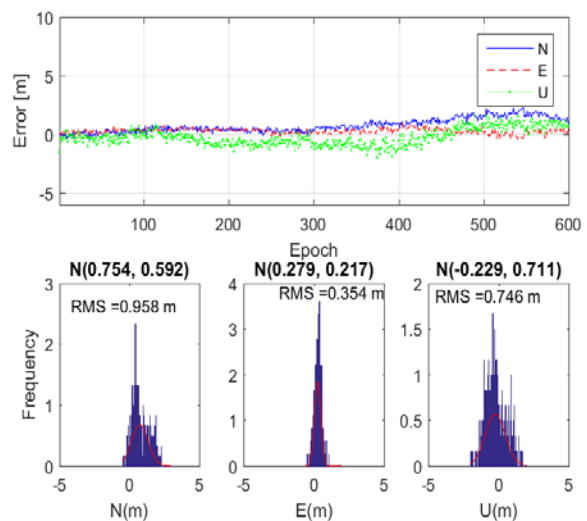 10
5
0
-5
Error [m]
N
E
U
100
200
300
400
500
600
Epoch
N(0.754, 0.592)
RMS =0.958 m
3
2
1
0
Frequency
-5
0
5
N(m)
N(0.279, 0.217)
RMS =0.354 m
4
3
2
1
0
-5
0
5
E(m)
N(-0.229, 0.711)
RMS =0.746 m
2
1.5
1
0.5
0
-5
0
5
U(m)